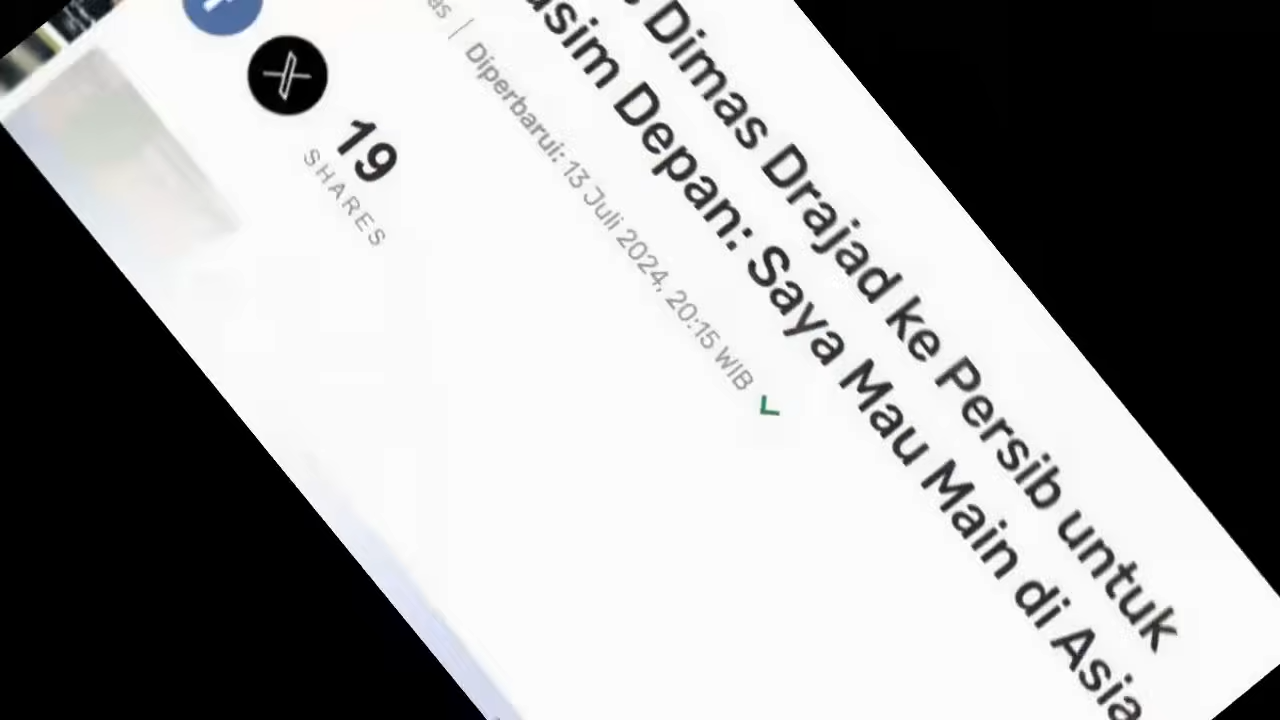 Dimas Drajad ke Persib untuk
Depan: Saya Mau Main di Asia
| Diperbarui: 13 Juli 2024, 20:15 WIB
19
SHARES